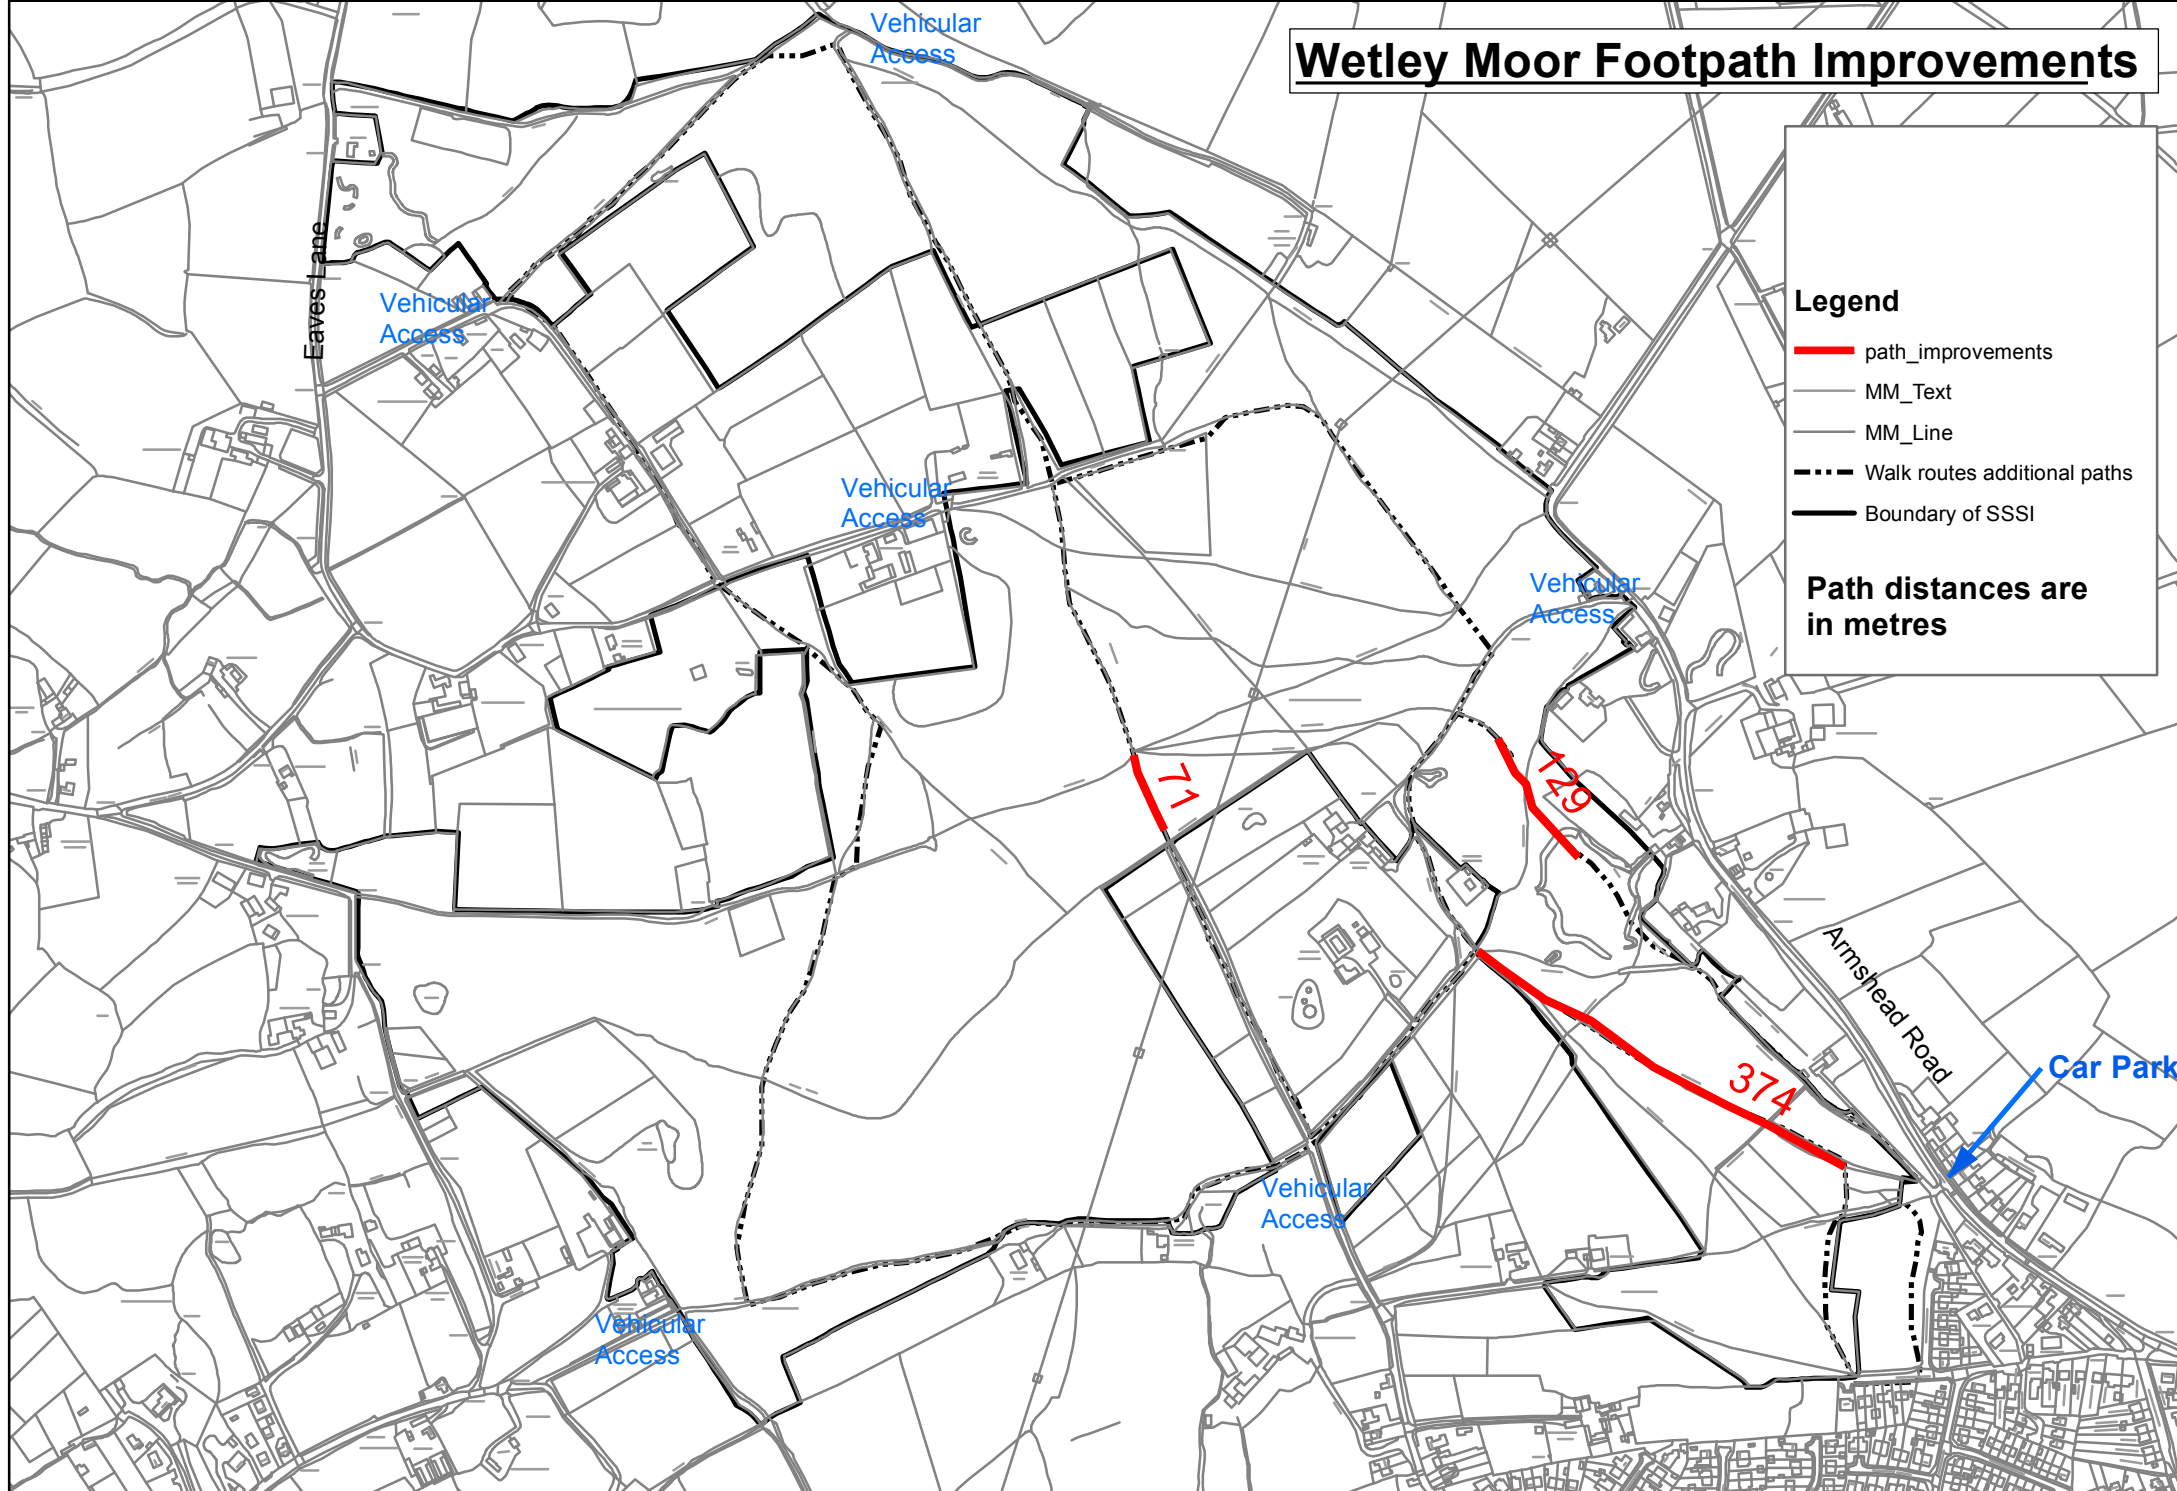 Wetley Moor Footpath Improvements
Vehicular
Access
Eaves Lane
Vehicular
Access
Legend
path_improvements
MM_Text
MM_Line
Walk routes additional paths
Boundary of SSSI
Path distances are
in metres
Vehicular
Access
Vehicular
Access
71
129
Armshead Road
374
Car Park
Vehicular
Access
Vehicular
Access